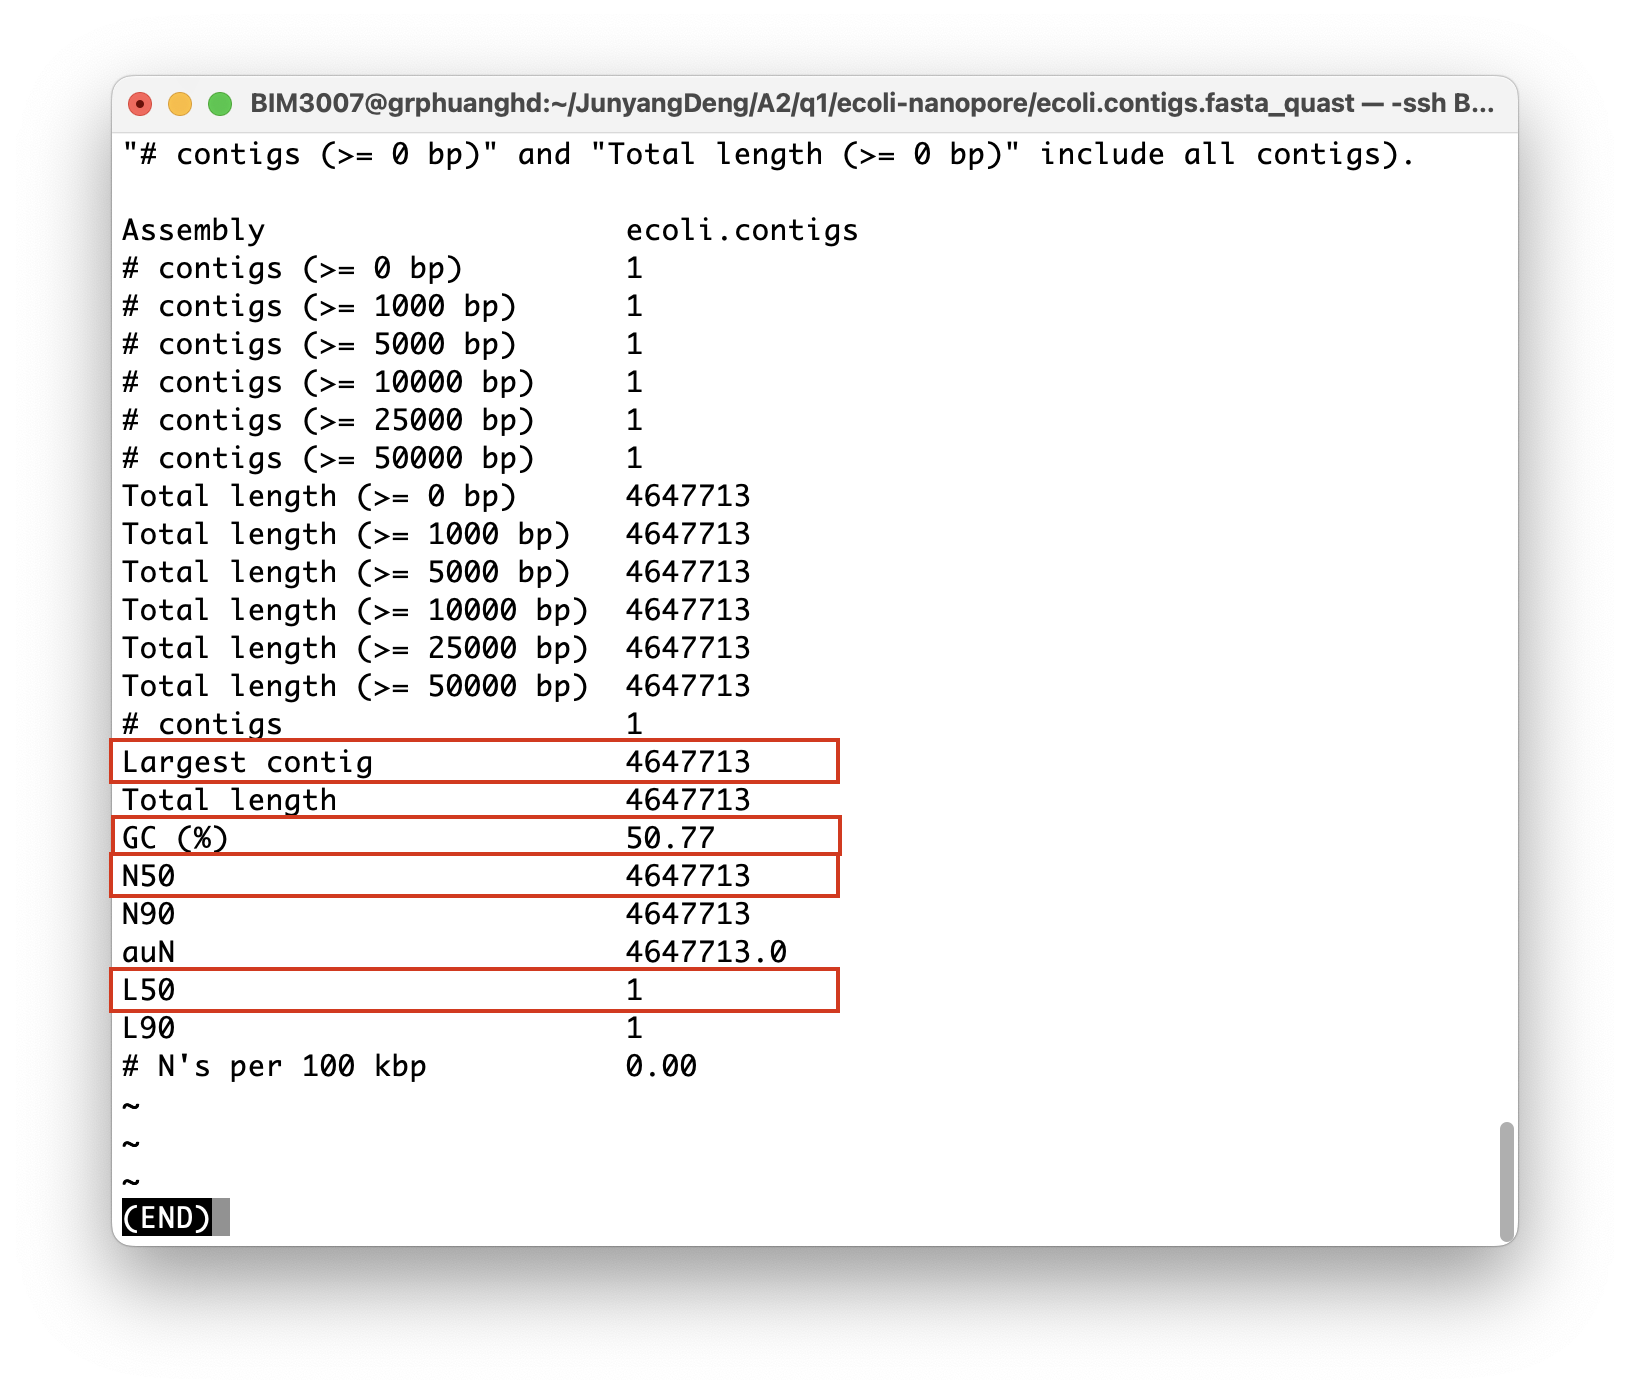 BIM3007@grphuanghd:~/JunyangDeng/A2/q1/ecoli-nanopore/ecoli.contigs.fasta_quast — -ssh B...
"# contigs (>= 0 bp)" and "Total length (>= 0 bp)" include all contigs).
Assembly ecoli.contigs
# contigs (>= 0 bp) 1
# contigs (>= 1000 bp) 1
# contigs (>= 5000 bp) 1
# contigs (>= 10000 bp) 1
# contigs (>= 25000 bp) 1
# contigs (>= 50000 bp) 1
Total length (>= 0 bp) 4647713
Total length (>= 1000 bp) 4647713
Total length (>= 5000 bp) 4647713
Total length (>= 10000 bp) 4647713
Total length (>= 25000 bp) 4647713
Total length (>= 50000 bp) 4647713
# contigs 1
Largest contig 4647713
Total length 4647713
GC (%) 50.77
N50 4647713
N90 4647713
auN 4647713.0
L50 1
L90 1
# N's per 100 kbp 0.00
~
~
~
(END)